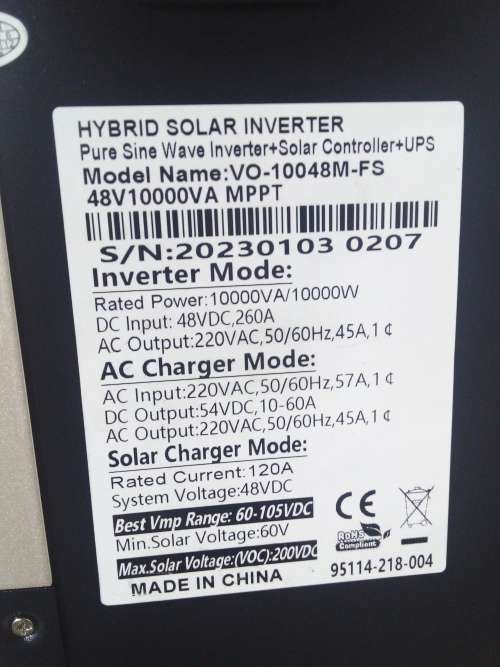 HYBRID SOLAR INVERTER
Pure Sine Wave Inverter+Solar Controller+UPS
Model Name:VO-10048M-FS
48V10000VA MPPT
S/N:20230103 0207
Inverter Mode:
Rated Power:10000VA/10000W
DC Input: 48VDC,260A
AC Output:220VAC,50/60Hz,45A,1 ¢
AC Charger Mode:
AC Input:220VAC,50/60Hz,57A,1 ¢
DC Output:54VDC,10-60A
AC Output:220VAC,50/60Hz,45A,1 ¢
Solar Charger Mode:
Rated Current:120A
System Voltage:48VDC
Best Vmp Range: 60-105VDC
Min.Solar Voltage:60V
Max.Solar Voltage:(VOC):200VDC
MADE IN CHINA
CE
RoHS
Compliant
95114-218-004